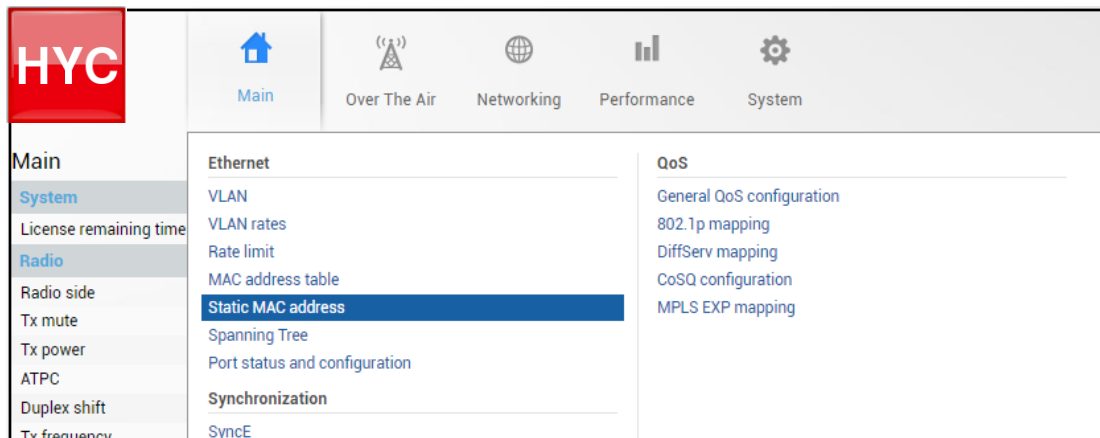 HYC
Main
Over The Air
Networking
Performance
System
Main
System
License remaining time
Radio
Radio side
Tx mute
Tx power
ATPC
Duplex shift
Tx frequency
Ethernet
VLAN
VLAN rates
Rate limit
MAC address table
Static MAC address
Spanning Tree
Port status and configuration
Synchronization
SyncE
QoS
General QoS configuration
802.1p mapping
DiffServ mapping
CoSQ configuration
MPLS EXP mapping